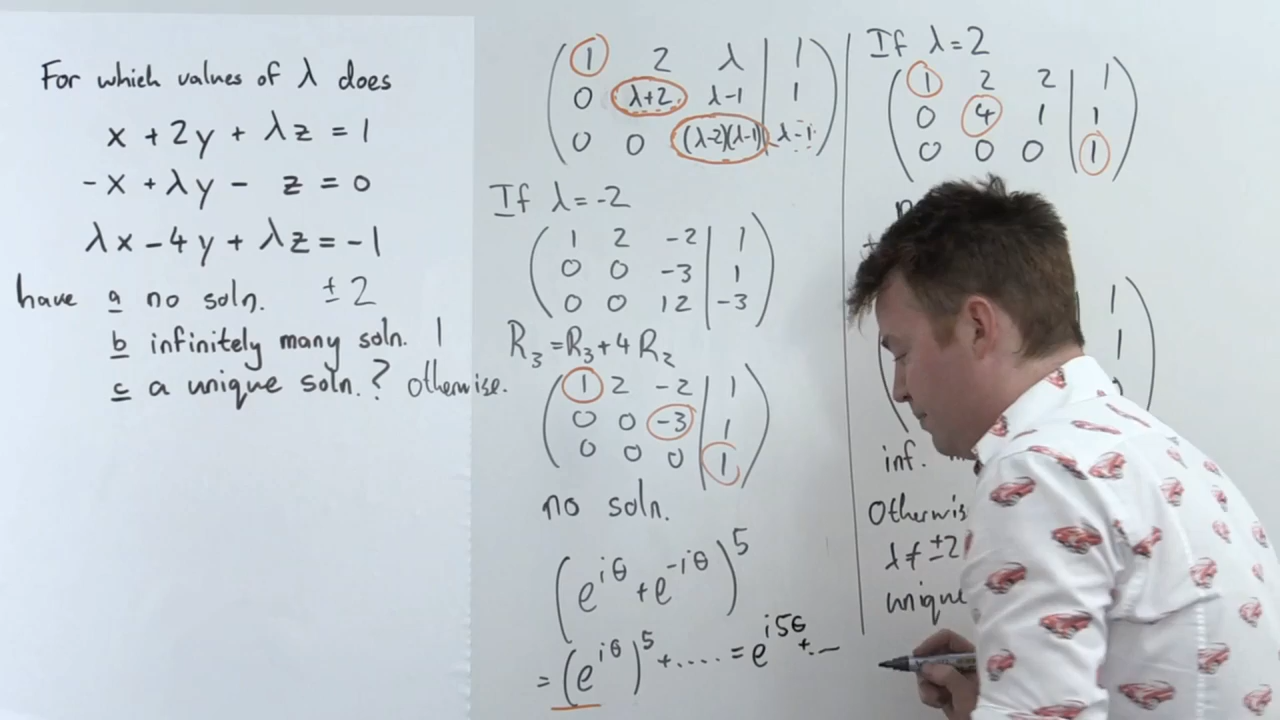 For which values of λ does
x + 2y + λz = 1
-x + λy - z = 0
λx - 4y + λz = -1
have a no soln. ±2
b infinitely many soln. 1
c a unique soln. ? otherwise.
1 2 λ | 1
0 λ+2 λ-1 | 1
0 0 (λ-2)(λ-1) | λ-1
If λ = -2
1 2 -2 | 1
0 0 -3 | 1
0 0 12 | -3
R₃ = R₃ + 4 R₂
1 2 -2 | 1
0 0 -3 | 1
0 0 0 | 1
no soln.
(e^{iθ} + e^{-iθ})^5
= (e^{iθ})^5 + ..... = e^{i5θ} + ...
If λ = 2
1 2 2 | 1
0 4 1 | 1
0 0 0 | 1
1
1
inf.
λ ≠ ±2
unique